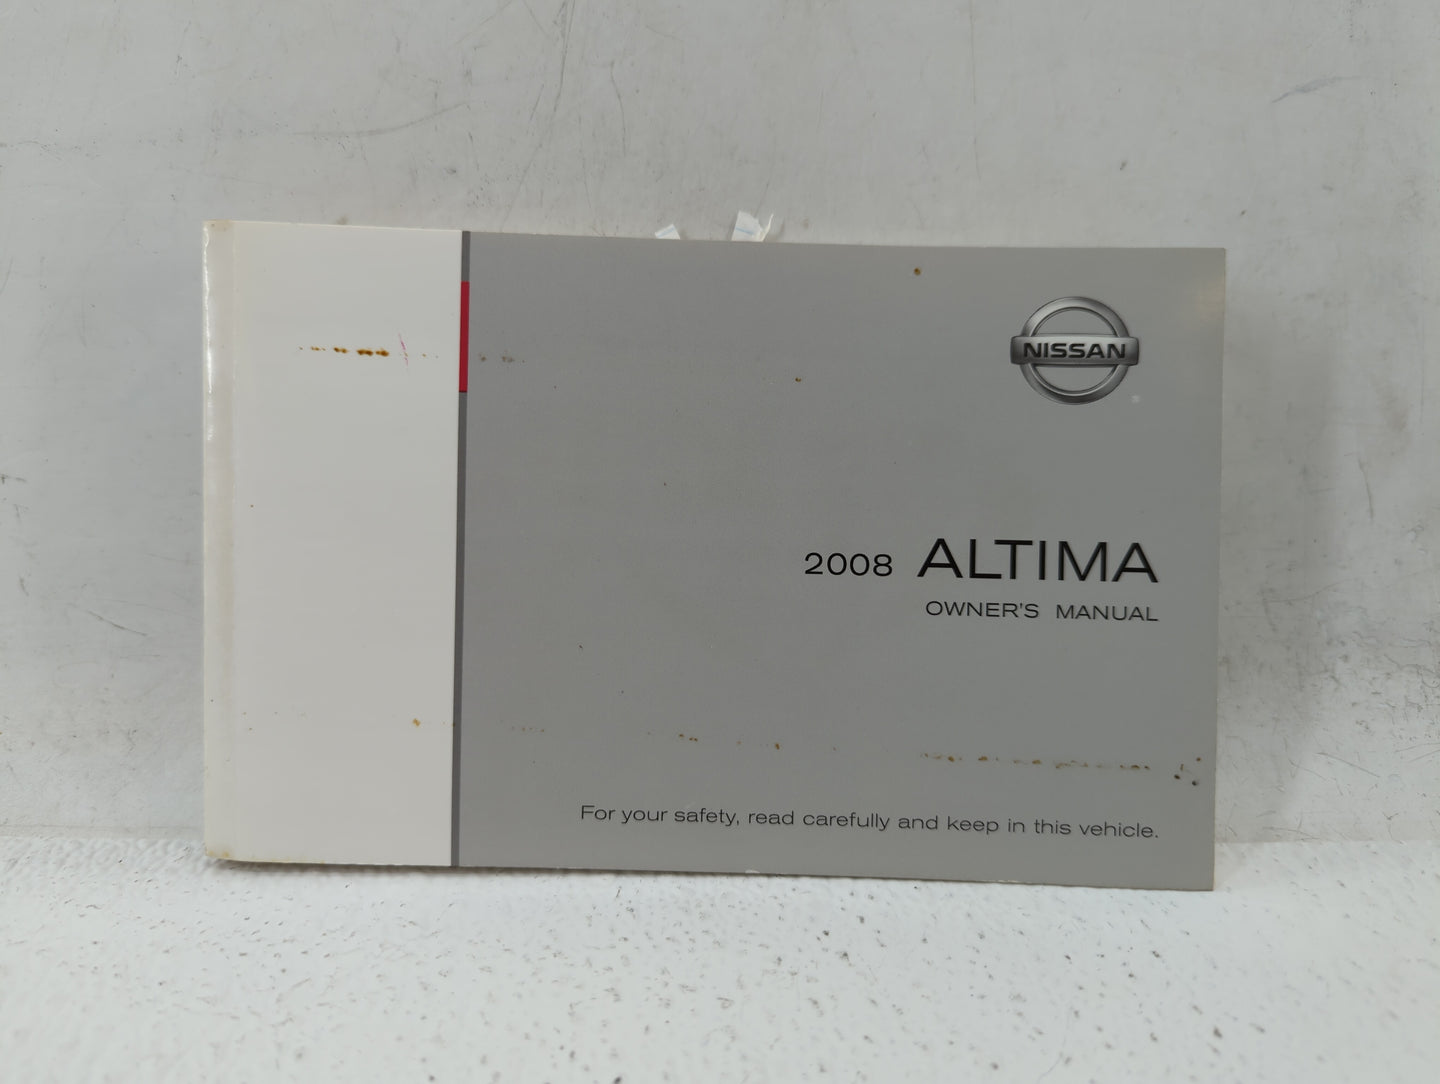 NISSAN
2008 ALTIMA
OWNER'S MANUAL
For your safety, read carefully and keep in this vehicle.